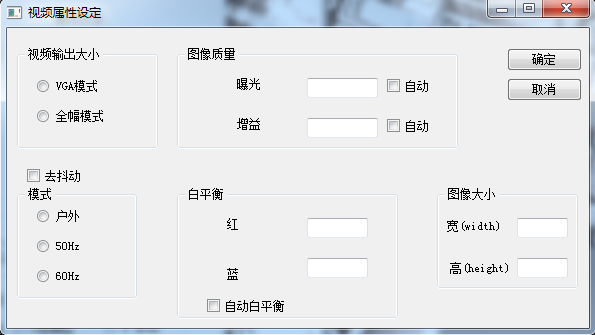 视频属性设定
视频输出大小
VGA模式
全幅模式
图像质量
曝光
自动
增益
自动
确定
取消
去抖动
模式
户外
50Hz
60Hz
白平衡
红
蓝
自动白平衡
图像大小
宽(width)
高(height)